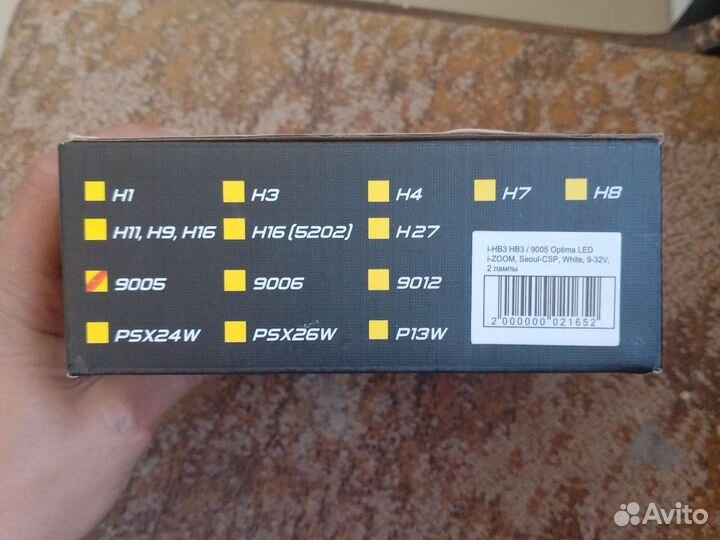 H1 H3 H4 H7 H8
H11, H9, H16 H16 (5202) H27
9005 9006 9012
PSX24W PSX26W P13W
i-HB3 HB3 / 9005 Optima LED
i-ZOOM, Seoul-CSP, White, 9-32V,
2 лампы
2 000000 021652
Avito